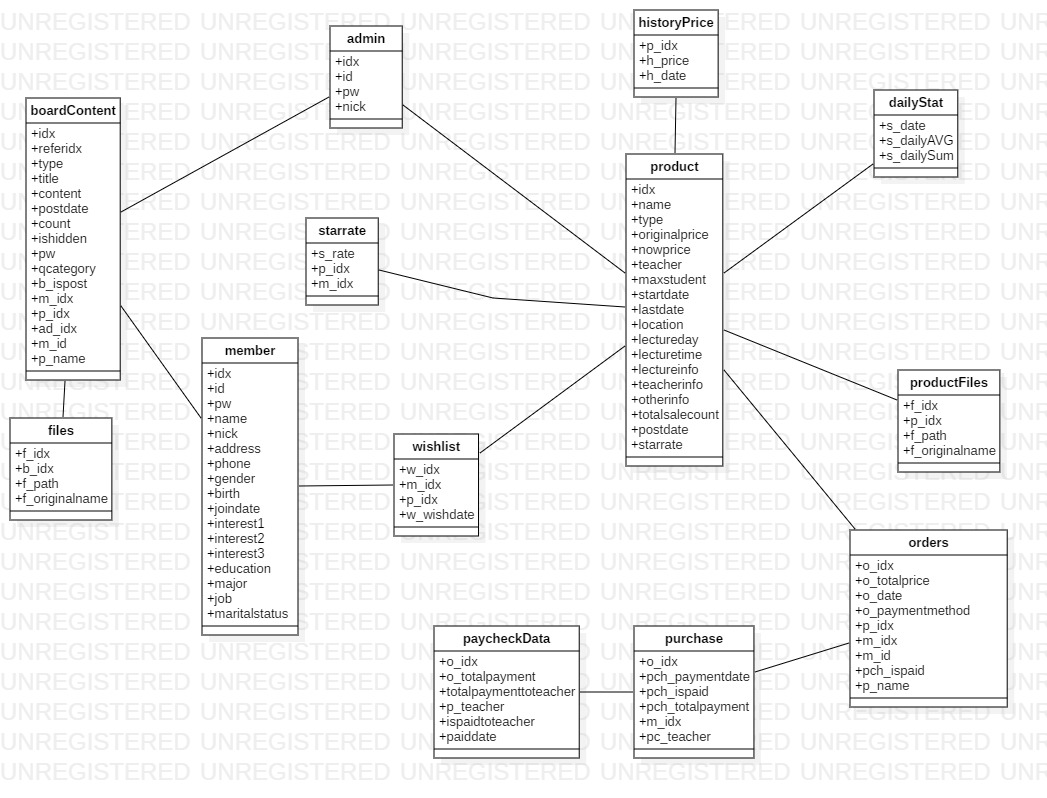 historyPrice
+p_idx
+h_price
+h_date
admin
+idx
+id
+pw
+nick
dailyStat
+s_date
+s_dailyAVG
+s_dailySum
boardContent
+idx
+referidx
+type
+title
+content
+postdate
+count
+ishidden
+pw
+qcategory
+b_ispost
+m_idx
+p_idx
+ad_idx
+m_id
+p_name
product
+idx
+name
+type
+originalprice
+nowprice
+teacher
+maxstudent
+startdate
+lastdate
+location
+lectureday
+lecturetime
+lectureinfo
+teacherinfo
+otherinfo
+totalsalecount
+postdate
+starrate
starrate
+s_rate
+p_idx
+m_idx
member
+idx
+id
+pw
+name
+nick
+address
+phone
+gender
+birth
+joindate
+interest1
+interest2
+interest3
+education
+major
+job
+maritalstatus
productFiles
+f_idx
+p_idx
+f_path
+f_originalname
files
+f_idx
+b_idx
+f_path
+f_originalname
wishlist
+w_idx
+m_idx
+p_idx
+w_wishdate
orders
+o_idx
+o_totalprice
+o_date
+o_paymentmethod
+p_idx
+m_idx
+m_id
+pch_ispaid
+p_name
paycheckData
+o_idx
+o_totalpayment
+totalpaymenttoteacher
+p_teacher
+ispaidtoteacher
+paiddate
purchase
+o_idx
+pch_paymentdate
+pch_ispaid
+pch_totalpayment
+m_idx
+pc_teacher
UNREGISTERED